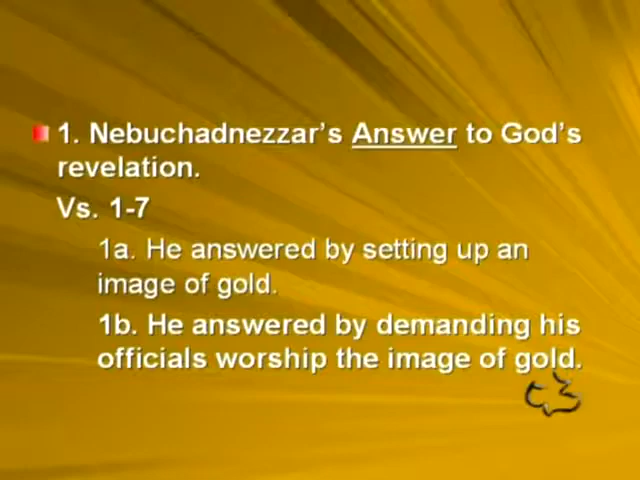 1. Nebuchadnezzar's Answer to God's
revelation.
Vs. 1-7
1a. He answered by setting up an
image of gold.
1b. He answered by demanding his
officials worship the image of gold.